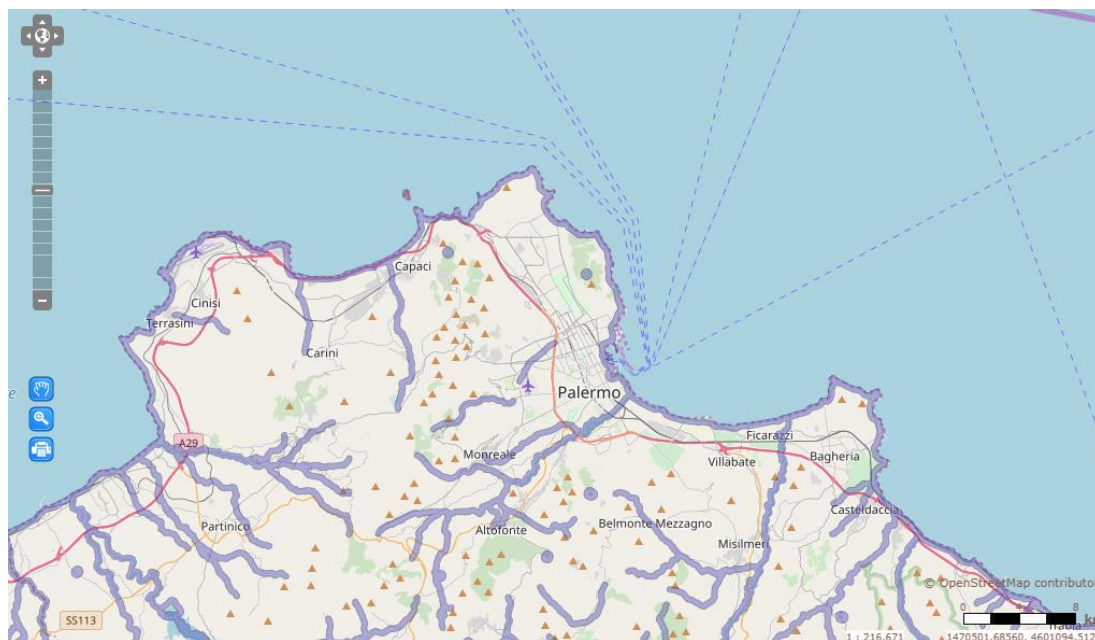 Capaci
Cinisi
Terrasini
Carini
Palermo
A29
Monreale
Ficarazzi
Villabate
Bagheria
Partinico
Altofonte
Belmonte Mezzagno
Casteldaccia
Misilmeri
© OpenStreetMap contributor
SS113
0 4 8
km
1 : 216,671
1470501.68560, 4601094.512